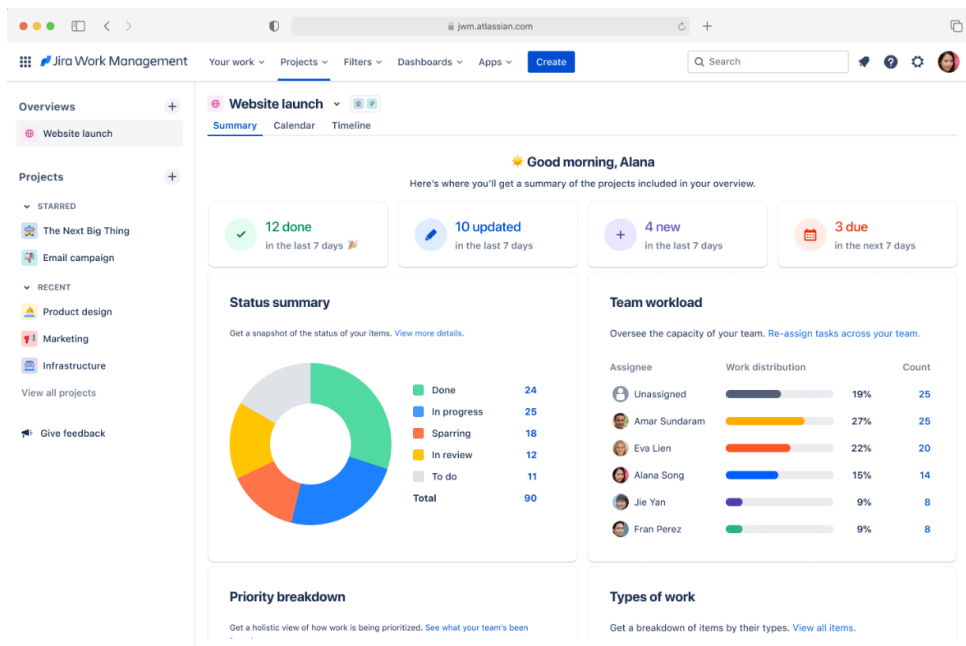 jwm.atlassian.com
Jira Work Management
Your work
Projects
Filters
Dashboards
Apps
Create
Search
Overviews
Website launch
Projects
STARRED
The Next Big Thing
Email campaign
RECENT
Product design
Marketing
Infrastructure
View all projects
Give feedback
Website launch
Summary Calendar Timeline
Good morning, Alana
Here's where you'll get a summary of the projects included in your overview.
12 done
in the last 7 days
10 updated
in the last 7 days
4 new
in the last 7 days
3 due
in the next 7 days
Status summary
Get a snapshot of the status of your items. View more details.
Done 24
In progress 25
Sparring 18
In review 12
To do 11
Total 90
Team workload
Oversee the capacity of your team. Re-assign tasks across your team.
Assignee Work distribution Count
Unassigned 19% 25
Amar Sundaram 27% 25
Eva Lien 22% 20
Alana Song 15% 14
Jie Yan 9% 8
Fran Perez 9% 8
Priority breakdown
Get a holistic view of how work is being prioritized. See what your team's been
Types of work
Get a breakdown of items by their types. View all items.